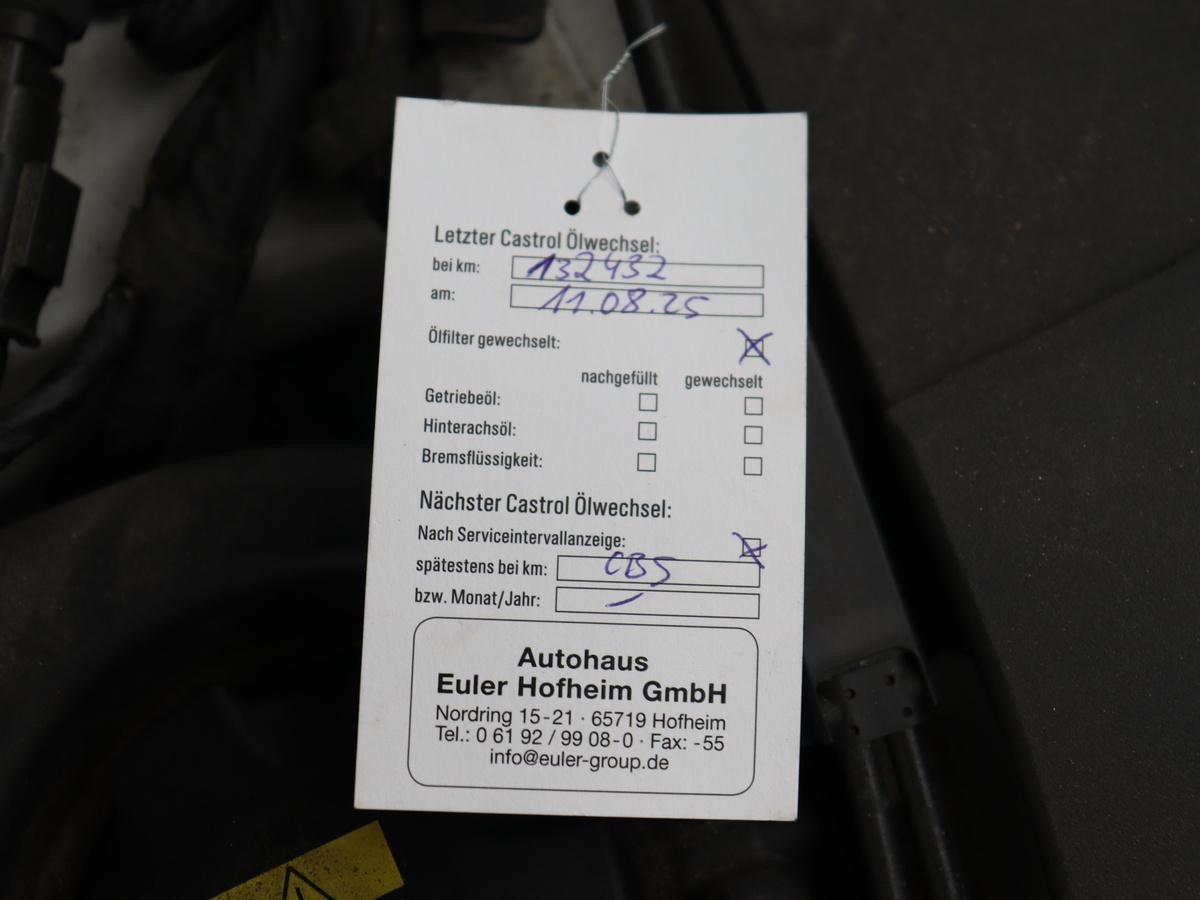 Letzter Castrol Ölwechsel:
bei km: 132432
am: 11.08.25
Ölfilter gewechselt:
nachgefüllt gewechselt
Getriebeöl:
Hinterachsöl:
Bremsflüssigkeit:
Nächster Castrol Ölwechsel:
Nach Serviceintervallanzeige:
spätestens bei km: CBS
bzw. Monat/Jahr: –
Autohaus
Euler Hofheim GmbH
Nordring 15-21 · 65719 Hofheim
Tel.: 0 61 92 / 99 08-0 · Fax: -55
info@euler-group.de